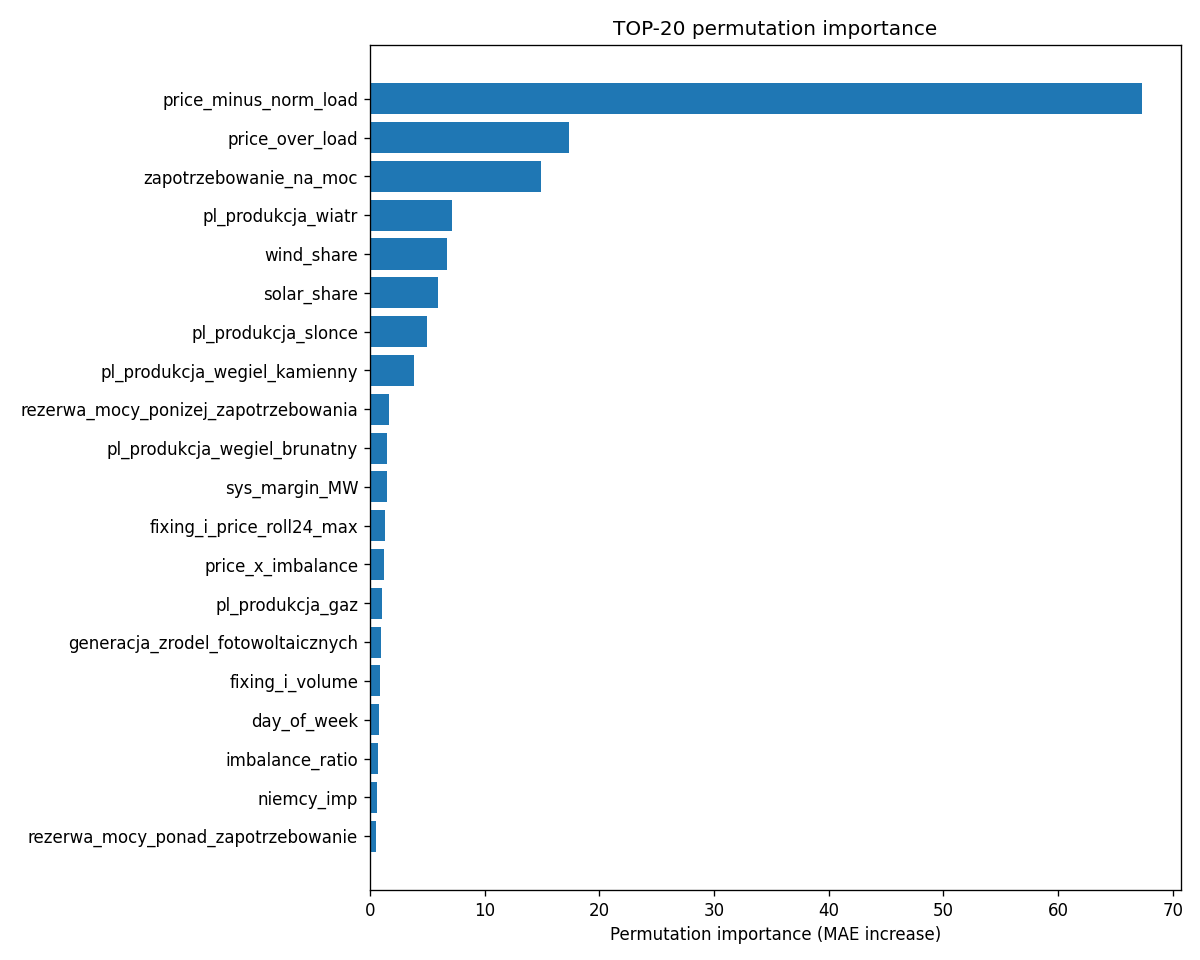 TOP-20 permutation importance
price_minus_norm_load
price_over_load
zapotrzebowanie_na_moc
pl_produkcja_wiatr
wind_share
solar_share
pl_produkcja_slonce
pl_produkcja_wegiel_kamienny
rezerwa_mocy_ponizej_zapotrzebowania
pl_produkcja_wegiel_brunatny
sys_margin_MW
fixing_i_price_roll24_max
price_x_imbalance
pl_produkcja_gaz
generacja_zrodel_fotowoltaicznych
fixing_i_volume
day_of_week
imbalance_ratio
niemcy_imp
rezerwa_mocy_ponad_zapotrzebowanie
0 10 20 30 40 50 60 70
Permutation importance (MAE increase)